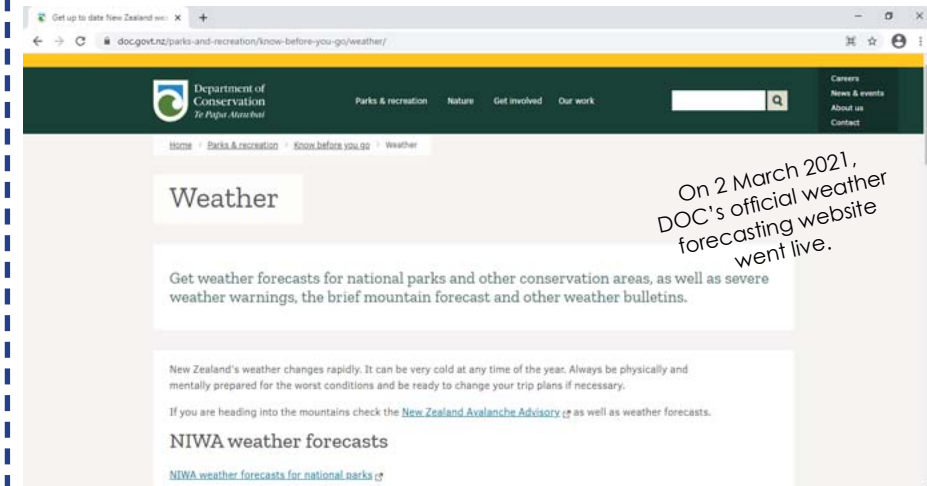 Get up to date New Zealand wea
doc.govt.nz/parks-and-recreation/know-before-you-go/weather/
Department of
Conservation
Te Papa Atawhai
Parks & recreation Nature Get involved Our work
Careers
News & events
About us
Contact
Home Parks & recreation Know before you go Weather
Weather
On 2 March 2021,
DOC's official weather
forecasting website
went live.
Get weather forecasts for national parks and other conservation areas, as well as severe
weather warnings, the brief mountain forecast and other weather bulletins.
New Zealand's weather changes rapidly. It can be very cold at any time of the year. Always be physically and
mentally prepared for the worst conditions and be ready to change your trip plans if necessary.
If you are heading into the mountains check the New Zealand Avalanche Advisory as well as weather forecasts.
NIWA weather forecasts
NIWA weather forecasts for national parks